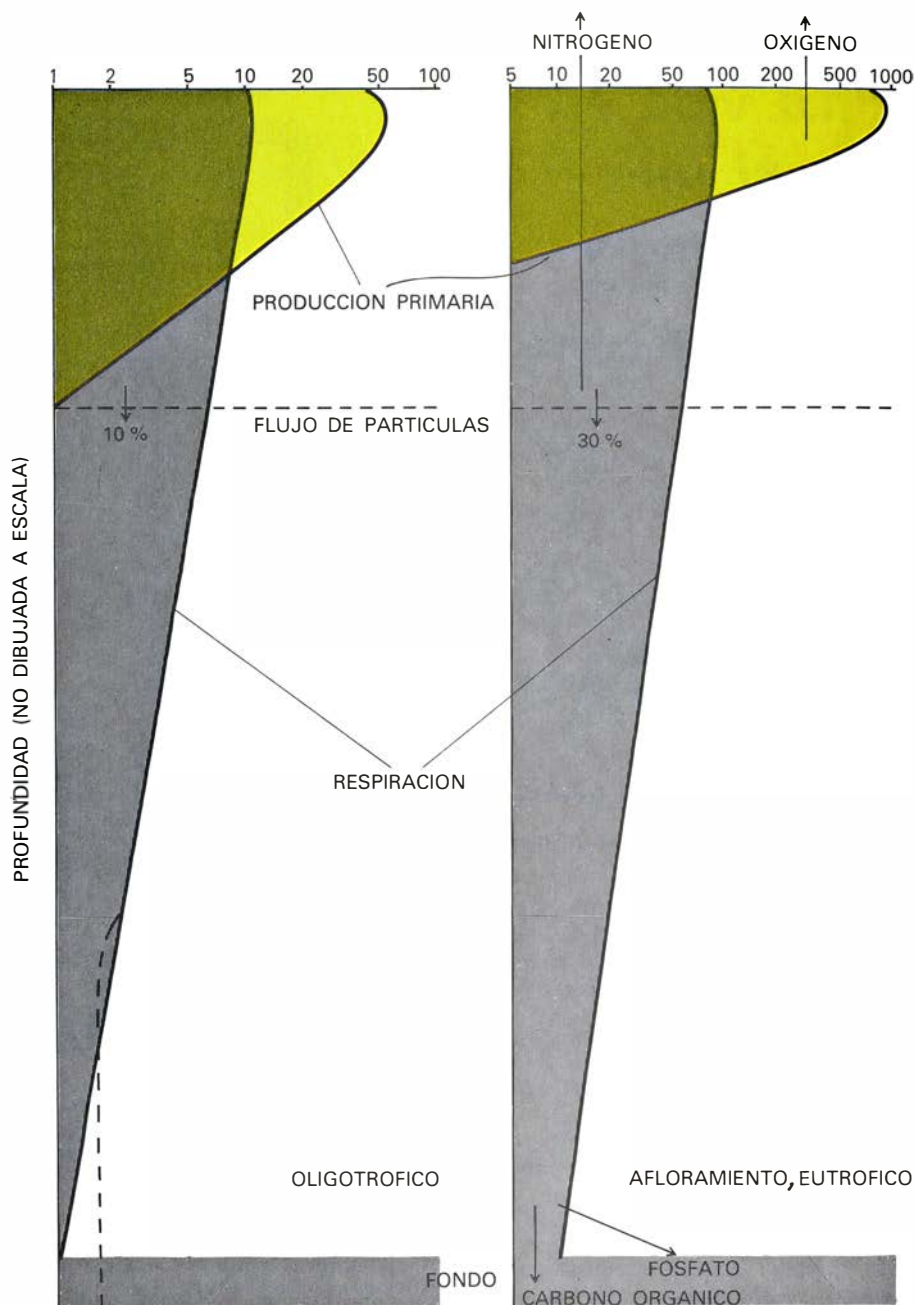 NITROGENO OXIGENO
1 2 5 10 20 50 100 5 10 20 50 100 200 500 1000
PRODUCCION PRIMARIA
FLUJO DE PARTICULAS
10 % 30 %
PROFUNDIDAD (NO DIBUJADA A ESCALA)
RESPIRACION
OLIGOTROFICO AFLORAMIENTO, EUTROFICO
FOSFATO
FONDO
CARBONO ORGANICO